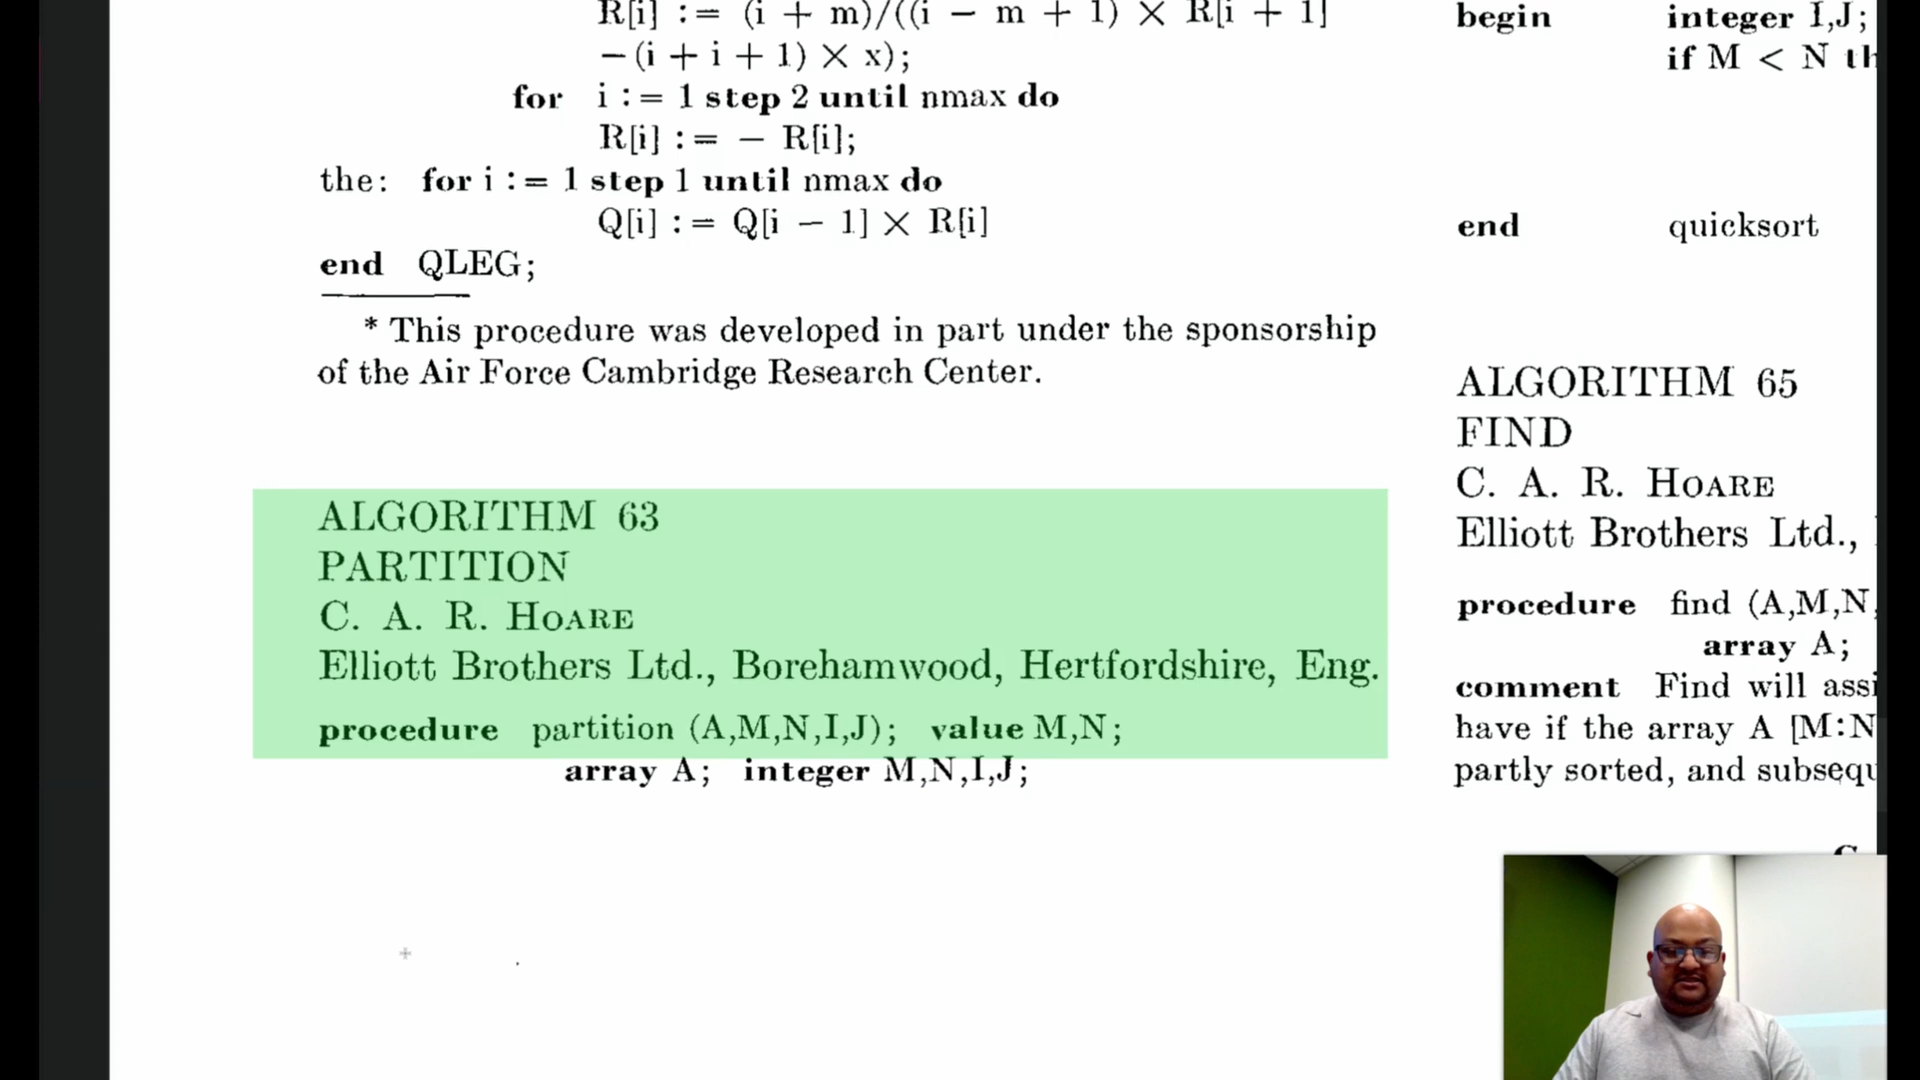 R[i] := (i + m)/((i − m + 1) × R[i + 1]
−(i + i + 1) × x);
for i := 1 step 2 until nmax do
R[i] := − R[i];
the: for i := 1 step 1 until nmax do
Q[i] := Q[i − 1] × R[i]
end QLEG;
* This procedure was developed in part under the sponsorship
of the Air Force Cambridge Research Center.
ALGORITHM 63
PARTITION
C. A. R. HOARE
Elliott Brothers Ltd., Borehamwood, Hertfordshire, Eng.
procedure partition (A,M,N,I,J); value M,N;
array A; integer M,N,I,J;
begin integer I,J;
if M < N
end quicksort
ALGORITHM 65
FIND
C. A. R. HOARE
Elliott Brothers Ltd.,
procedure find (A,M,N,
array A;
comment Find will
have if the array A [M:N
partly sorted, and